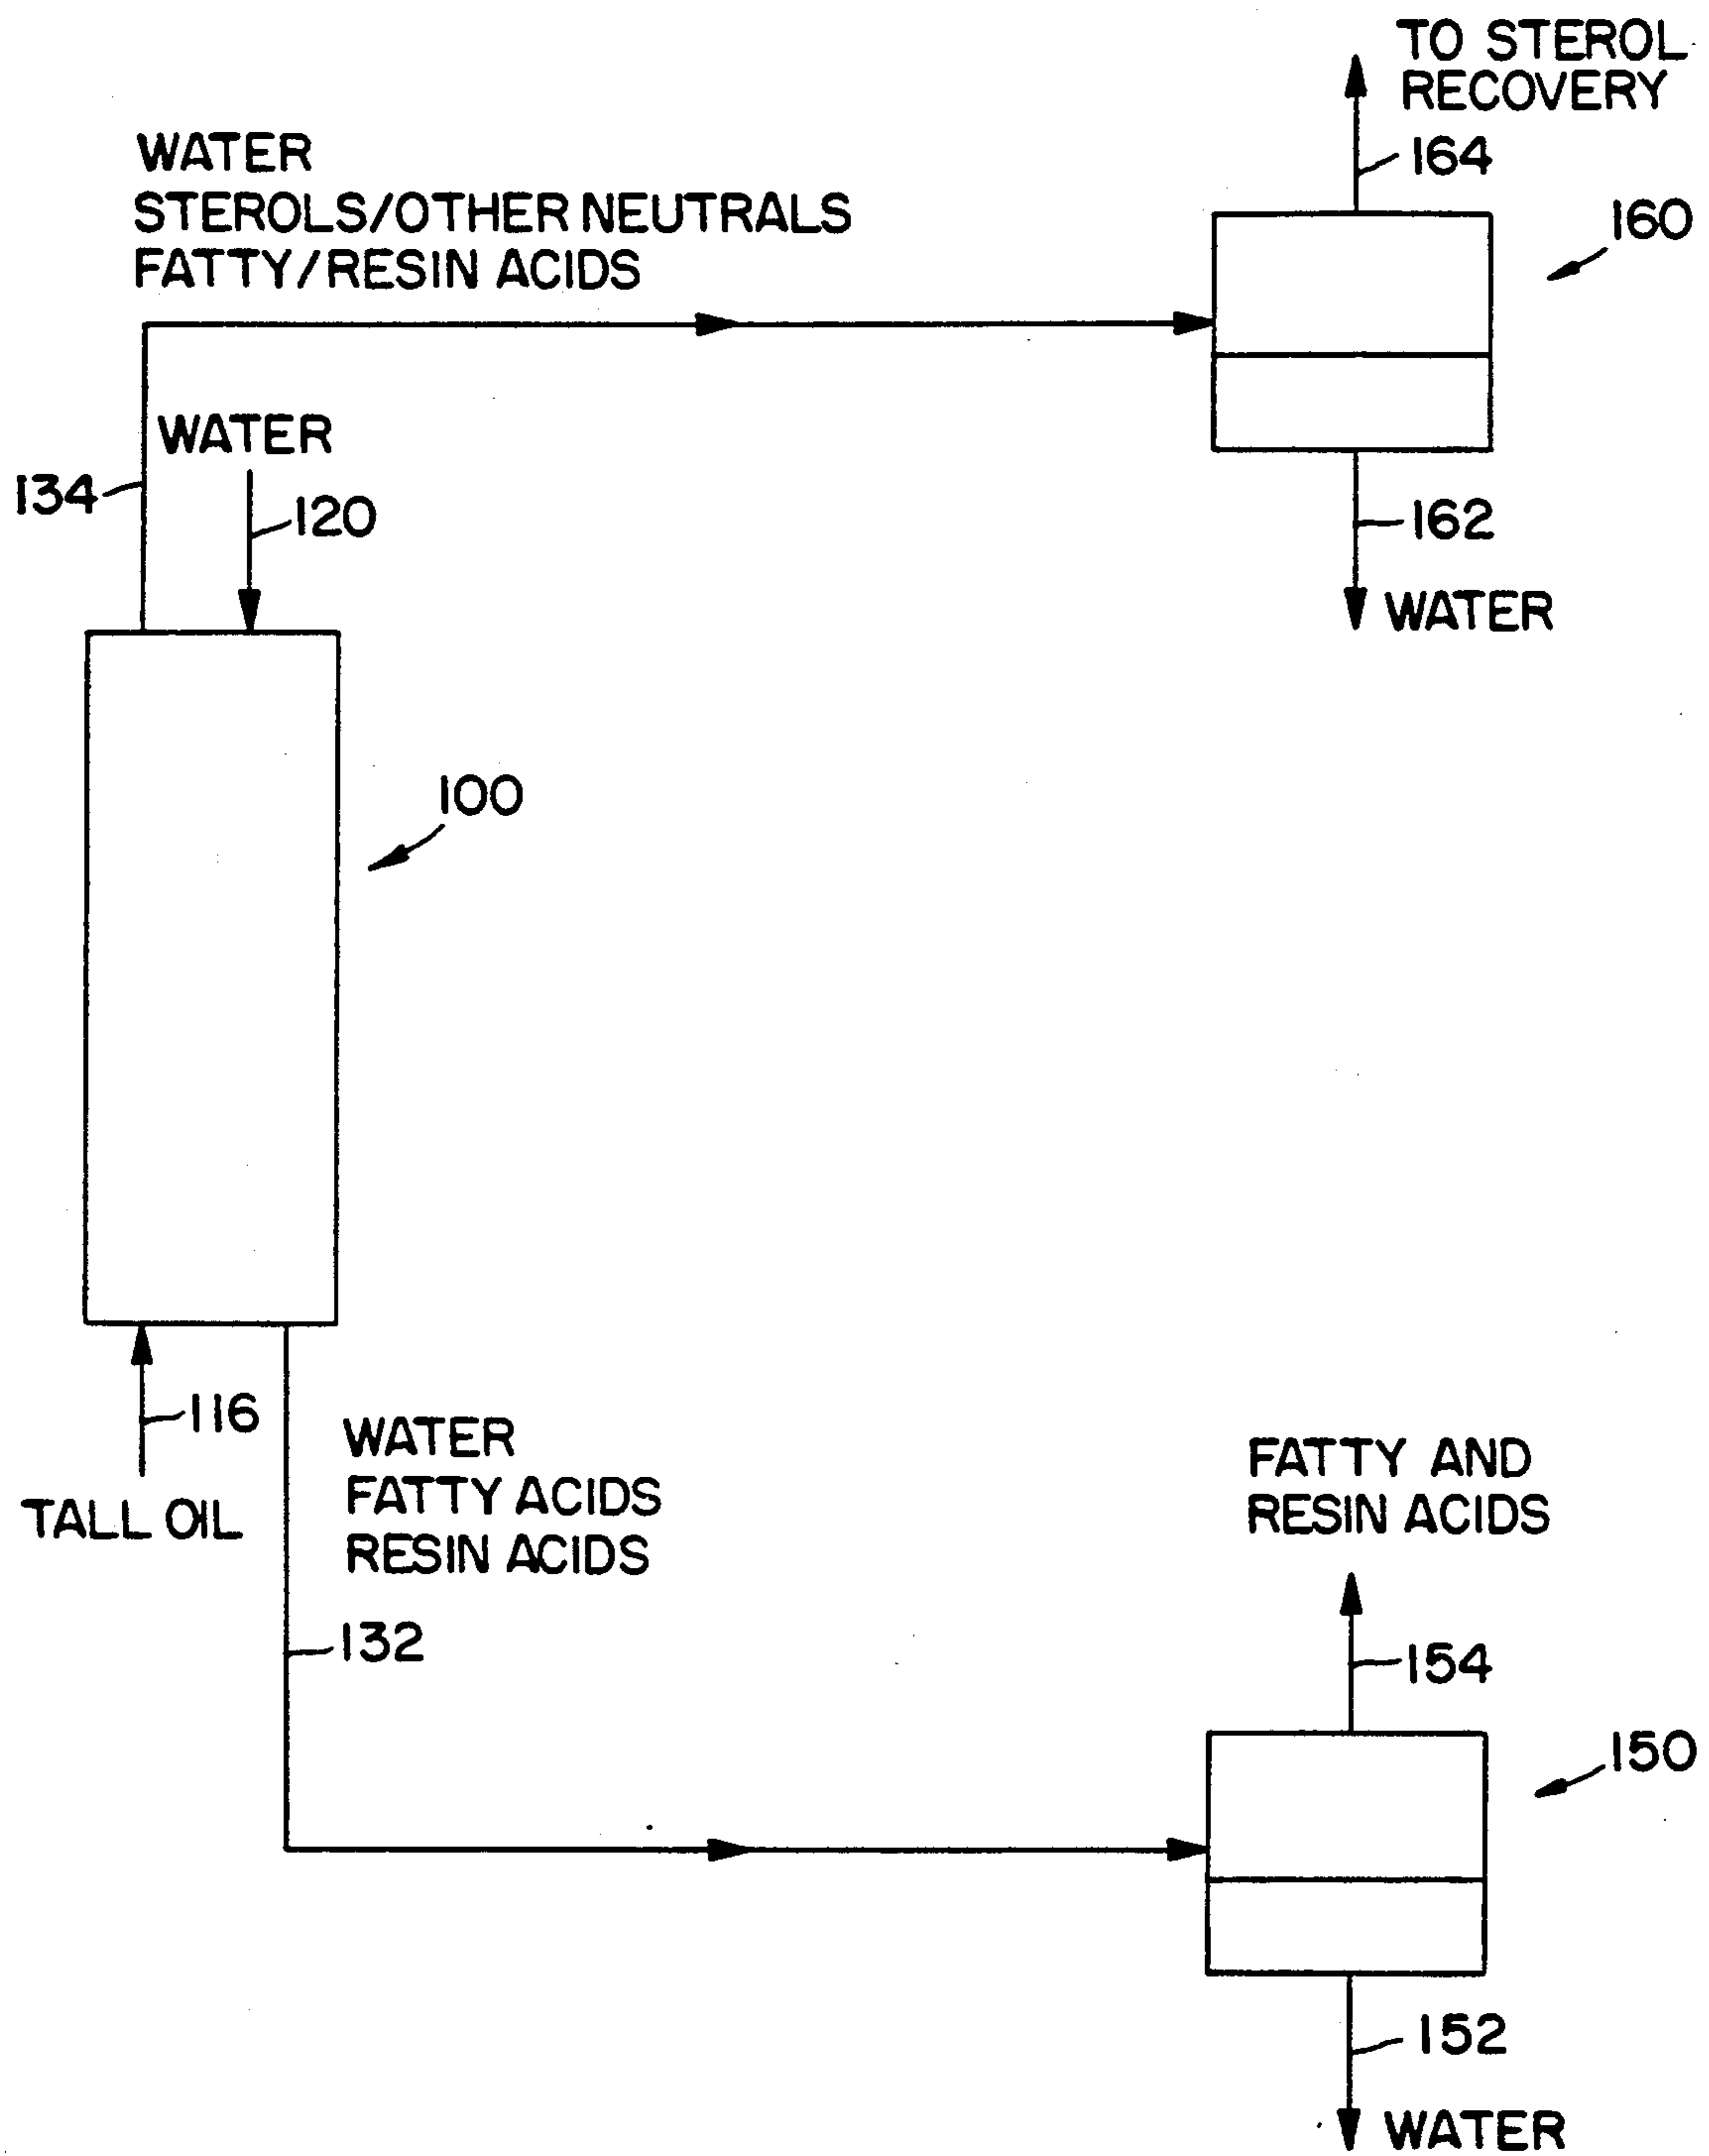 TO STEROL
RECOVERY
164
160
WATER
STEROLS/OTHER NEUTRALS
FATTY/RESIN ACIDS
WATER
134
120
162
WATER
100
116
TALL OIL
WATER
FATTY ACIDS
RESIN ACIDS
132
FATTY AND
RESIN ACIDS
154
150
152
WATER